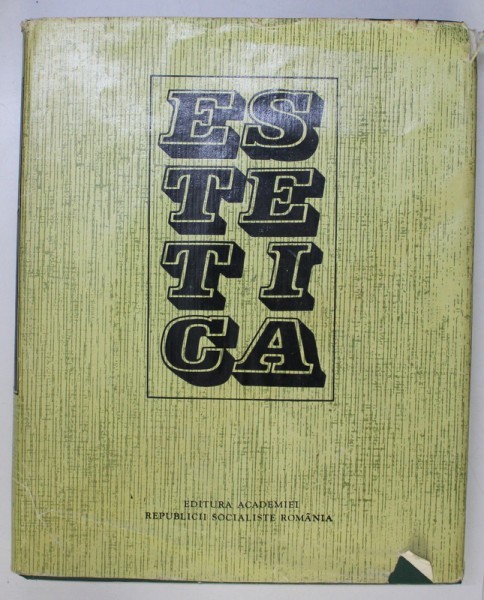 ES
TE
TI
CA
EDITURA ACADEMIEI
REPUBLICII SOCIALISTE ROMÂNIA